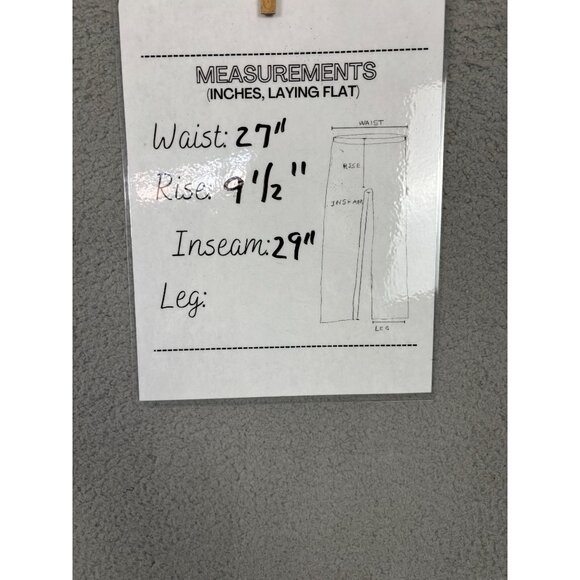 MEASUREMENTS
(INCHES, LAYING FLAT)
WAIST
Waist: 27"
RISE
Rise: 9 1/2"
INSEAM
Inseam: 29"
Leg:
LEG